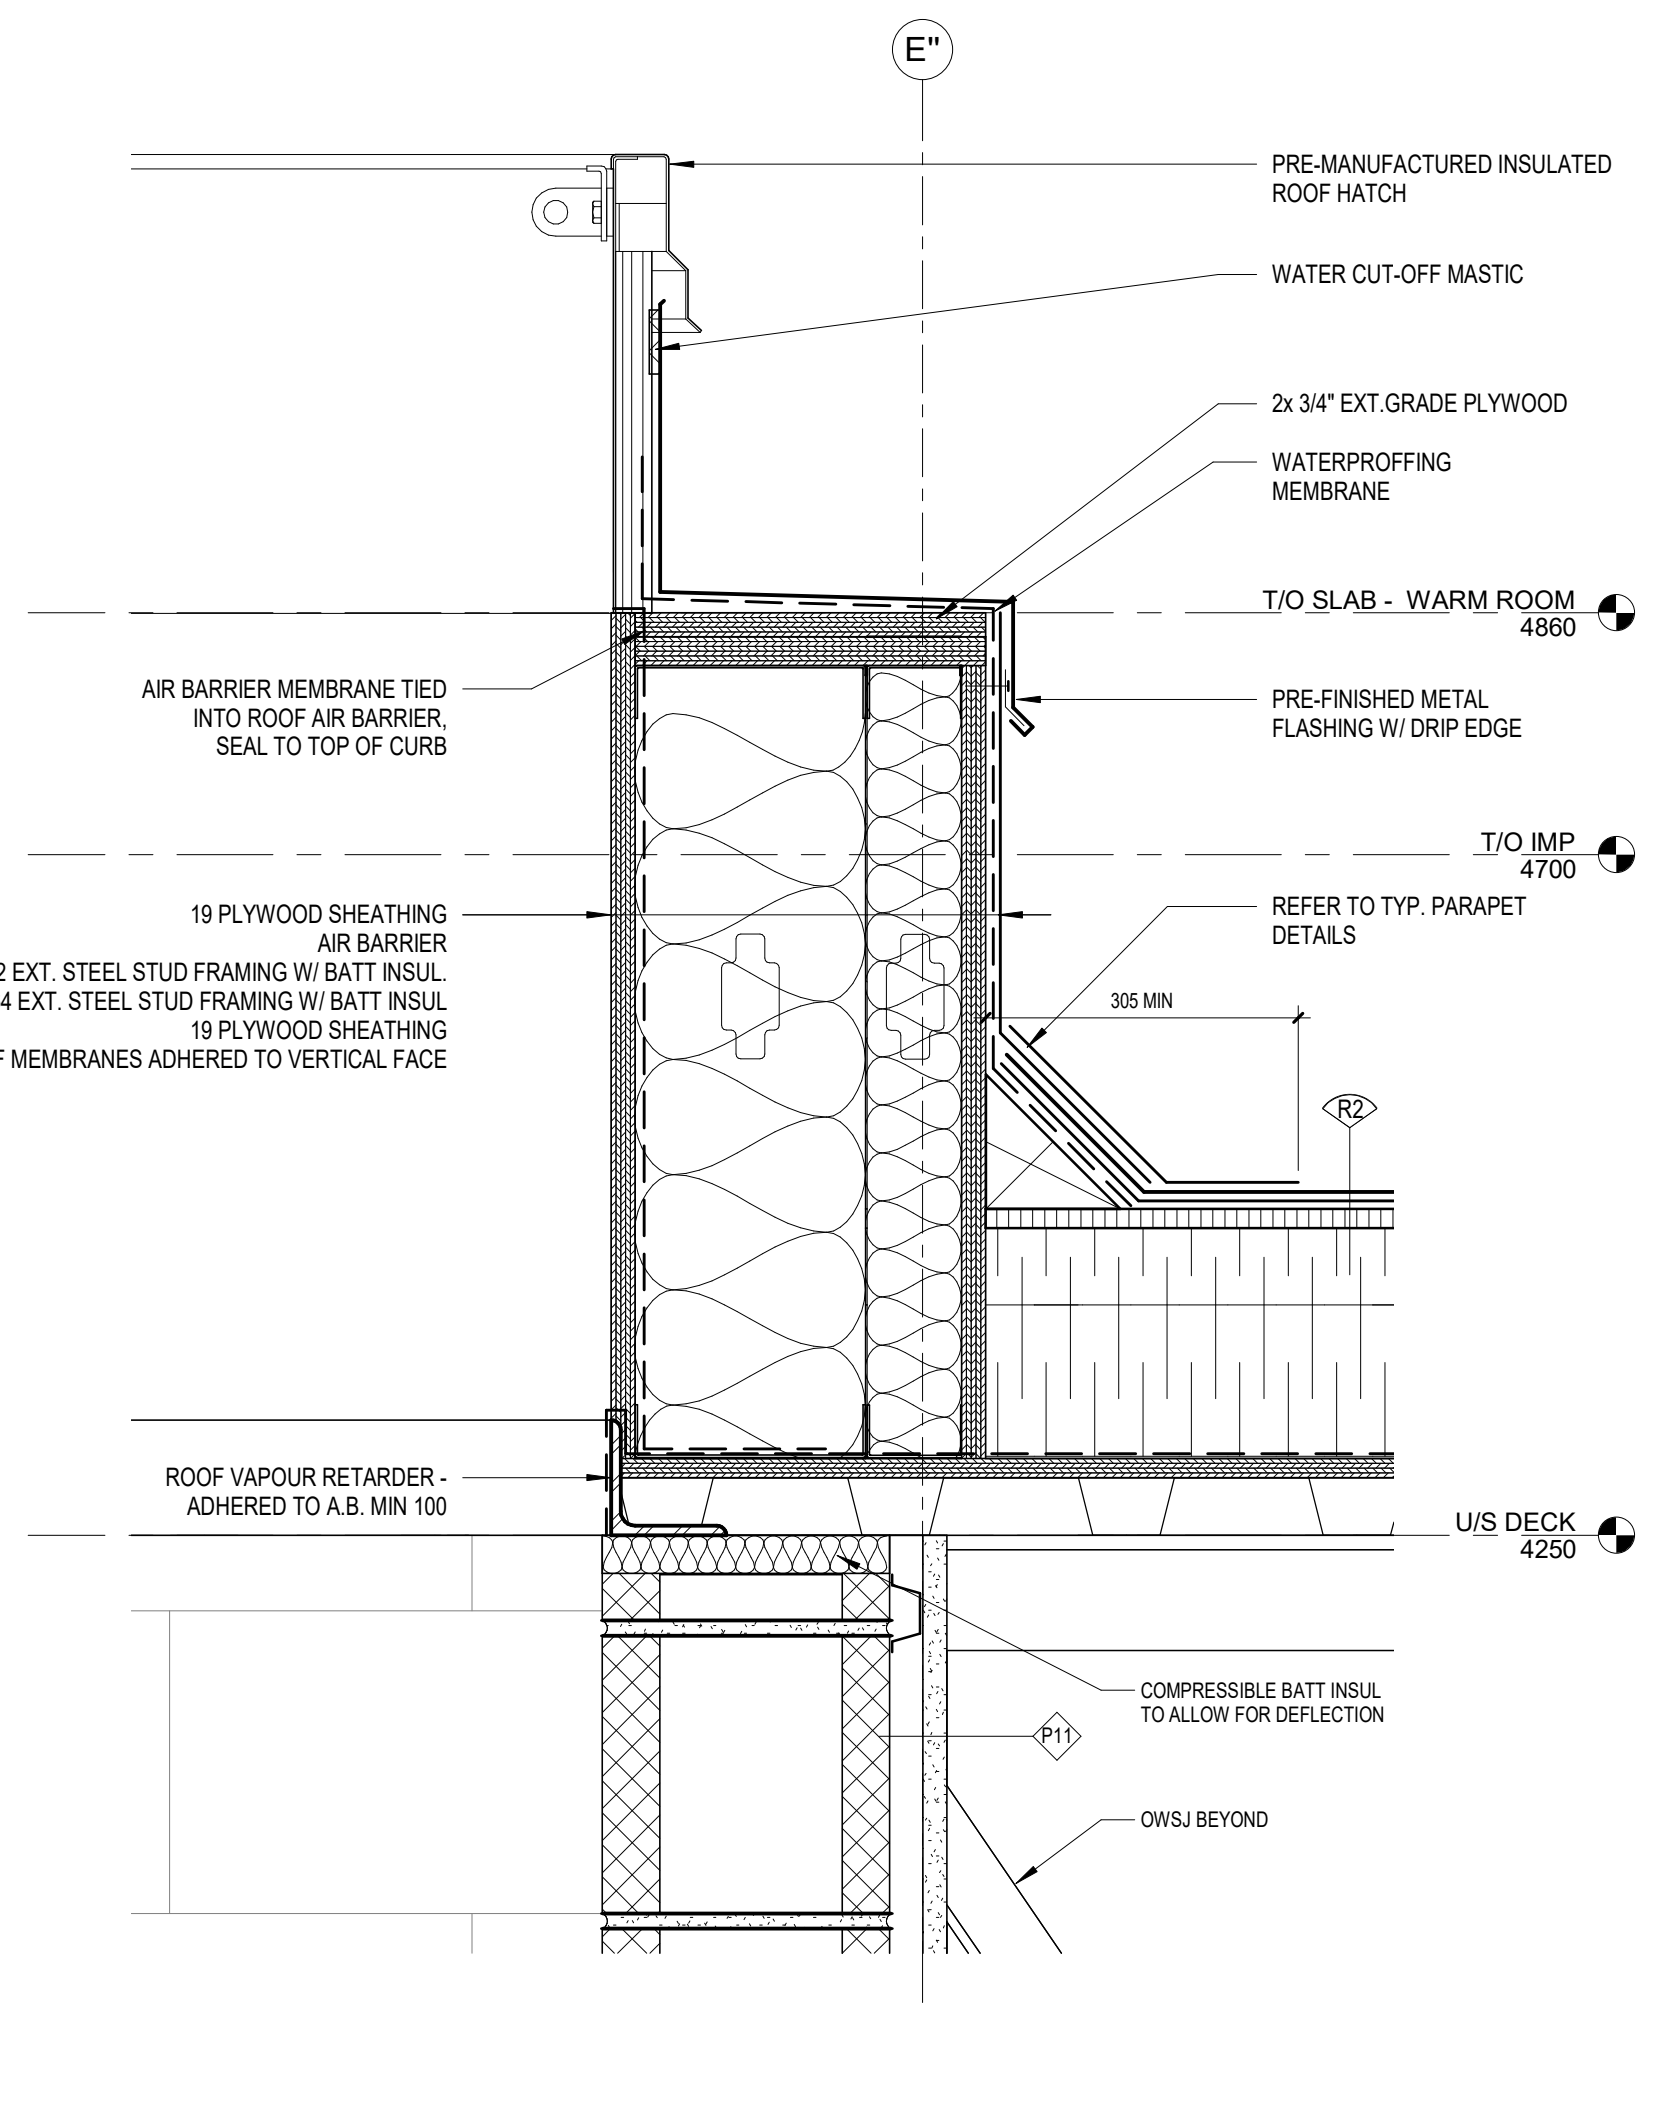 E"
PRE-MANUFACTURED INSULATED
ROOF HATCH
WATER CUT-OFF MASTIC
2x 3/4" EXT.GRADE PLYWOOD
WATERPROFFING
MEMBRANE
T/O SLAB - WARM ROOM
4860
AIR BARRIER MEMBRANE TIED
INTO ROOF AIR BARRIER,
SEAL TO TOP OF CURB
PRE-FINISHED METAL
FLASHING W/ DRIP EDGE
T/O IMP
4700
19 PLYWOOD SHEATHING
AIR BARRIER
2 EXT. STEEL STUD FRAMING W/ BATT INSUL.
4 EXT. STEEL STUD FRAMING W/ BATT INSUL
19 PLYWOOD SHEATHING
F MEMBRANES ADHERED TO VERTICAL FACE
REFER TO TYP. PARAPET
DETAILS
305 MIN
R2
ROOF VAPOUR RETARDER -
ADHERED TO A.B. MIN 100
U/S DECK
4250
COMPRESSIBLE BATT INSUL
TO ALLOW FOR DEFLECTION
P11
OWSJ BEYOND